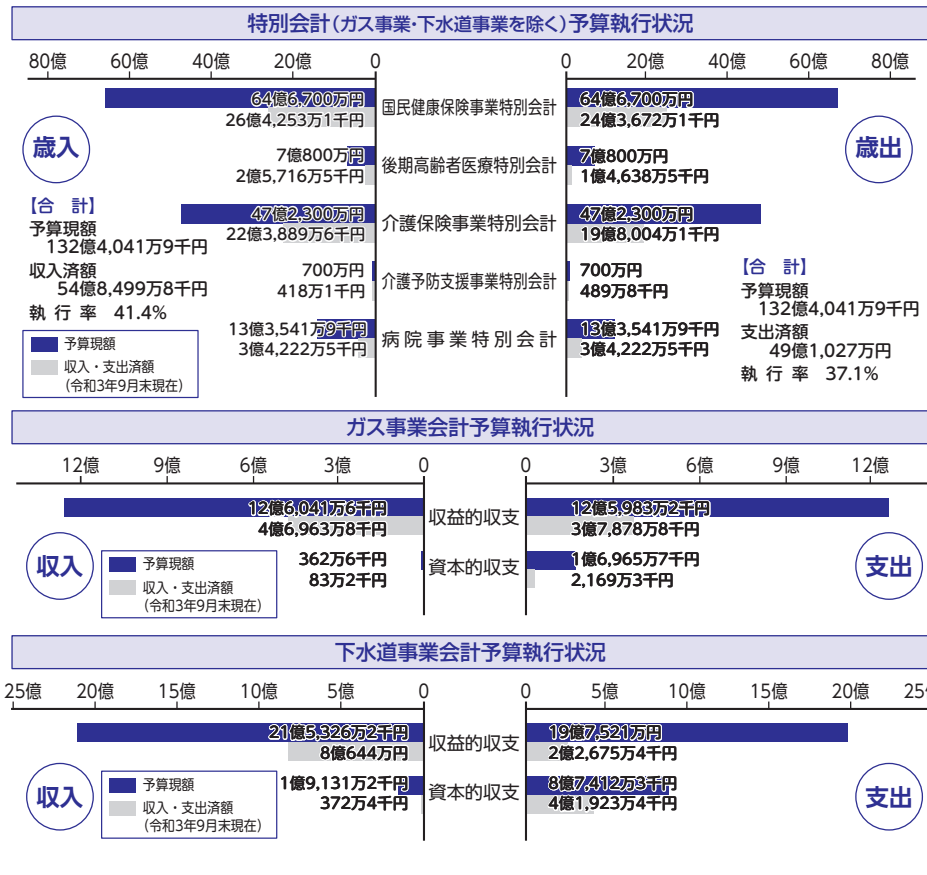 特別会計(ガス事業・下水道事業を除く)予算執行状況
80億 60億 40億 20億 0
0 20億 40億 60億 80億
歳入
歳出
64億6,700万円 国民健康保険事業特別会計 64億6,700万円
26億4,253万1千円 24億3,672万1千円
7億800万円 後期高齢者医療特別会計 7億800万円
2億5,716万5千円 1億4,638万5千円
47億2,300万円 介護保険事業特別会計 47億2,300万円
22億3,889万6千円 19億8,004万1千円
700万円 介護予防支援事業特別会計 700万円
418万1千円 489万8千円
13億3,541万9千円 病院事業特別会計 13億3,541万9千円
3億4,222万5千円 3億4,222万5千円
【合 計】
予算現額
132億4,041万9千円
収入済額
54億8,499万8千円
執行率 41.4%
予算現額
収入・支出済額
(令和3年9月末現在)
【合 計】
予算現額
132億4,041万9千円
支出済額
49億1,027万円
執行率 37.1%
ガス事業会計予算執行状況
12億 9億 6億 3億 0
0 3億 6億 9億 12億
収入
支出
12億6,041万6千円 収益的収支 12億5,983万2千円
4億6,963万8千円 3億7,878万8千円
362万6千円 資本的収支 1億6,965万7千円
83万2千円 2,169万3千円
予算現額
収入・支出済額
(令和3年9月末現在)
下水道事業会計予算執行状況
25億 20億 15億 10億 5億 0
0 5億 10億 15億 20億
収入
支出
21億5,326万2千円 収益的収支 19億7,521万円
8億644万円 2億2,675万4千円
1億9,131万2千円 資本的収支 8億7,412万3千円
372万4千円 4億1,923万4千円
予算現額
収入・支出済額
(令和3年9月末現在)